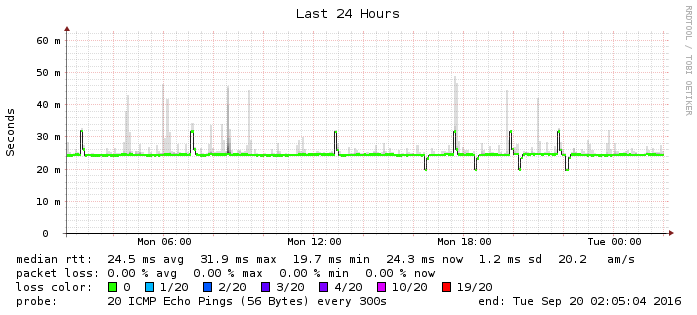 Last 24 Hours
RRDTOOL / TOBI OETIKER
Seconds
60 m
50 m
40 m
30 m
20 m
10 m
0
Mon 06:00 Mon 12:00 Mon 18:00 Tue 00:00
median rtt: 24.5 ms avg 31.9 ms max 19.7 ms min 24.3 ms now 1.2 ms sd 20.2 am/s
packet loss: 0.00 % avg 0.00 % max 0.00 % min 0.00 % now
loss color: 0 1/20 2/20 3/20 4/20 10/20 19/20
probe: 20 ICMP Echo Pings (56 Bytes) every 300s end: Tue Sep 20 02:05:04 2016